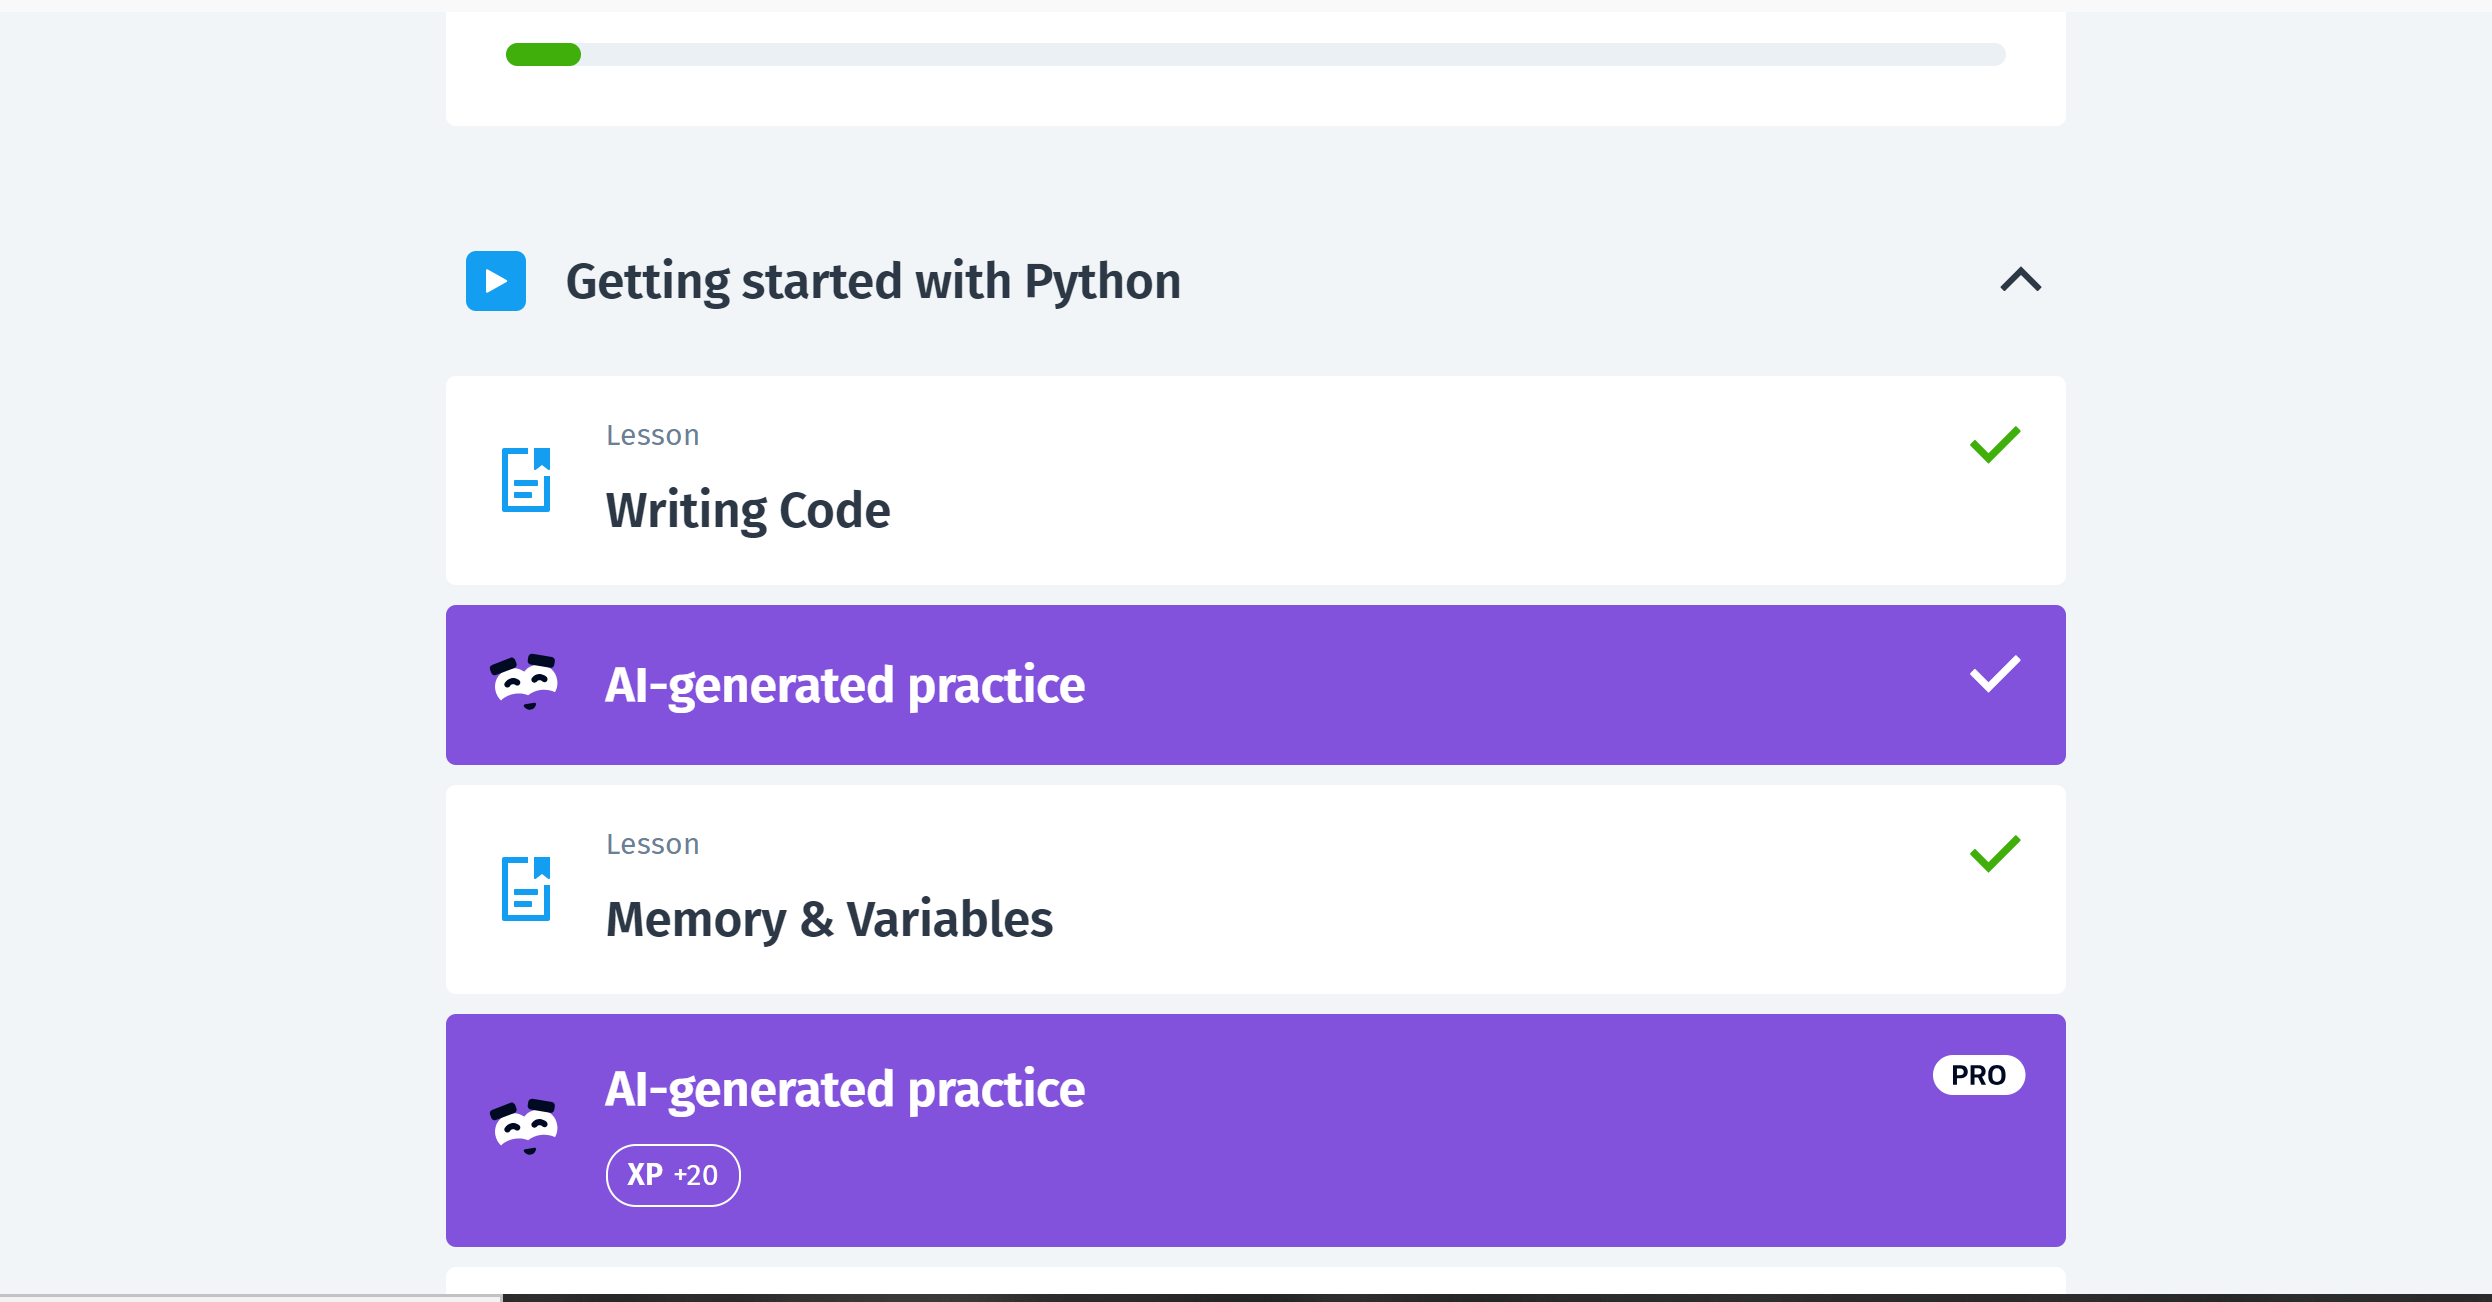 Getting started with Python
Lesson
Writing Code
AI-generated practice
Lesson
Memory & Variables
AI-generated practice
PRO
XP +20